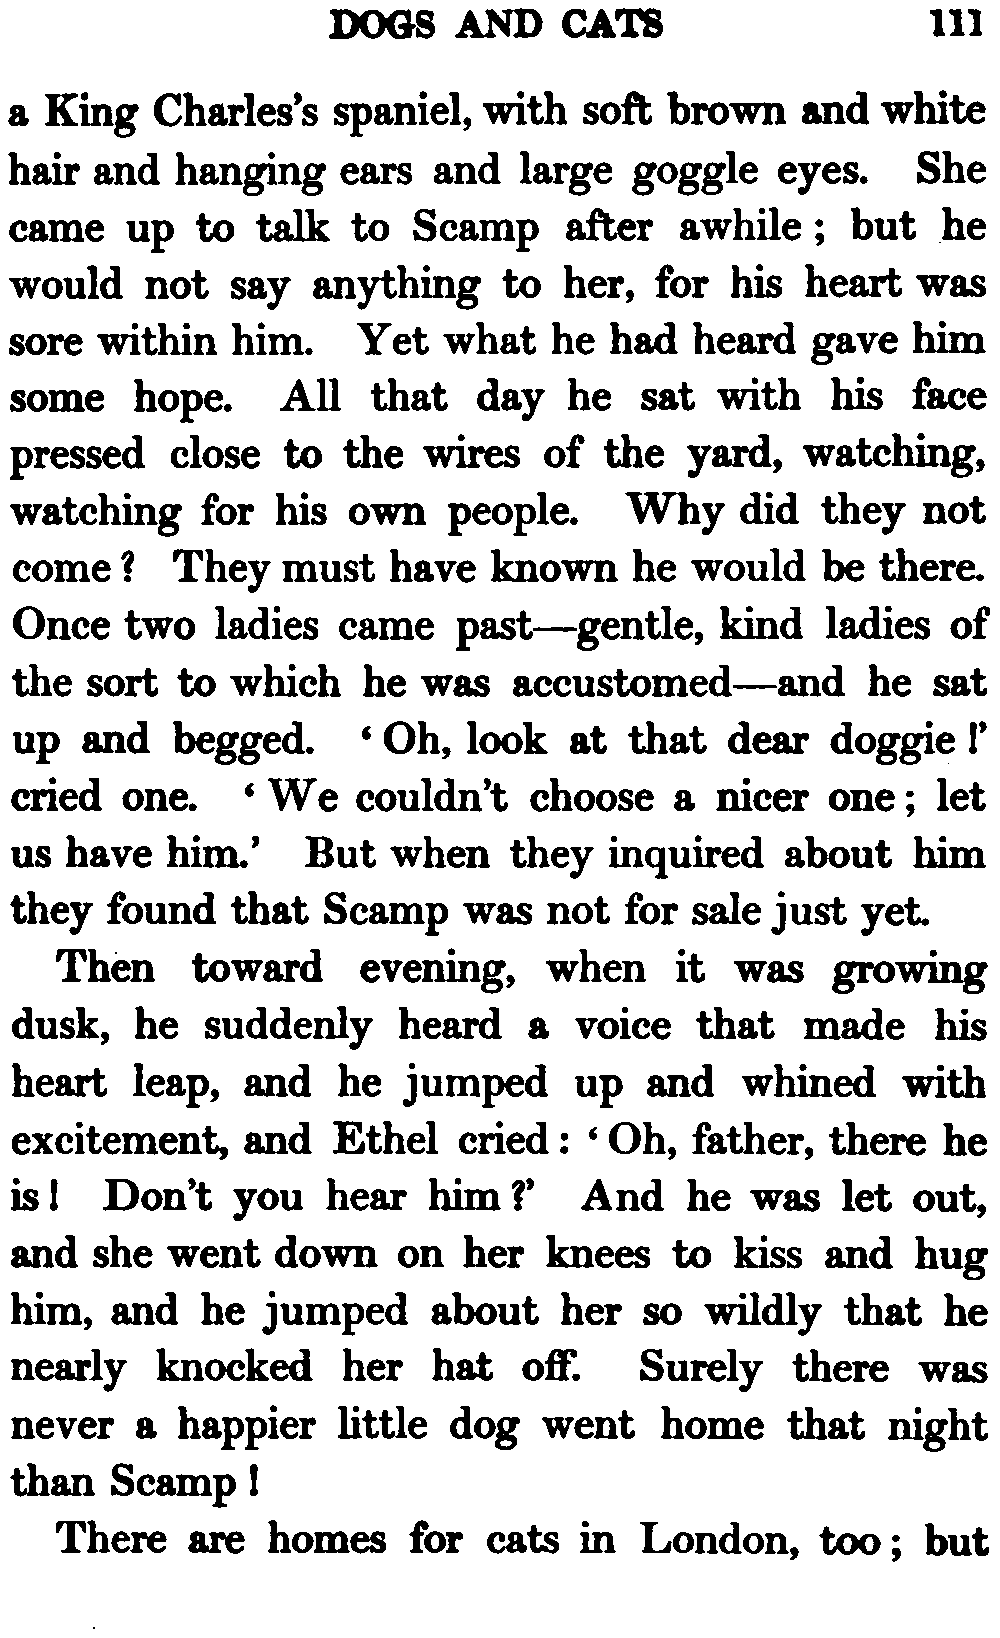 DOGS AND CATS 111
a King Charles's spaniel, with soft brown and white
hair and hanging ears and large goggle eyes. She
came up to talk to Scamp after awhile ; but he
would not say anything to her, for his heart was
sore within him. Yet what he had heard gave him
some hope. All that day he sat with his face
pressed close to the wires of the yard, watching,
watching for his own people. Why did they not
come ? They must have known he would be there.
Once two ladies came past—gentle, kind ladies of
the sort to which he was accustomed—and he sat
up and begged. ‘ Oh, look at that dear doggie !’
cried one. ‘ We couldn't choose a nicer one ; let
us have him.’ But when they inquired about him
they found that Scamp was not for sale just yet.
Then toward evening, when it was growing
dusk, he suddenly heard a voice that made his
heart leap, and he jumped up and whined with
excitement, and Ethel cried : ‘ Oh, father, there he
is ! Don't you hear him ?’ And he was let out,
and she went down on her knees to kiss and hug
him, and he jumped about her so wildly that he
nearly knocked her hat off. Surely there was
never a happier little dog went home that night
than Scamp !
There are homes for cats in London, too ; but